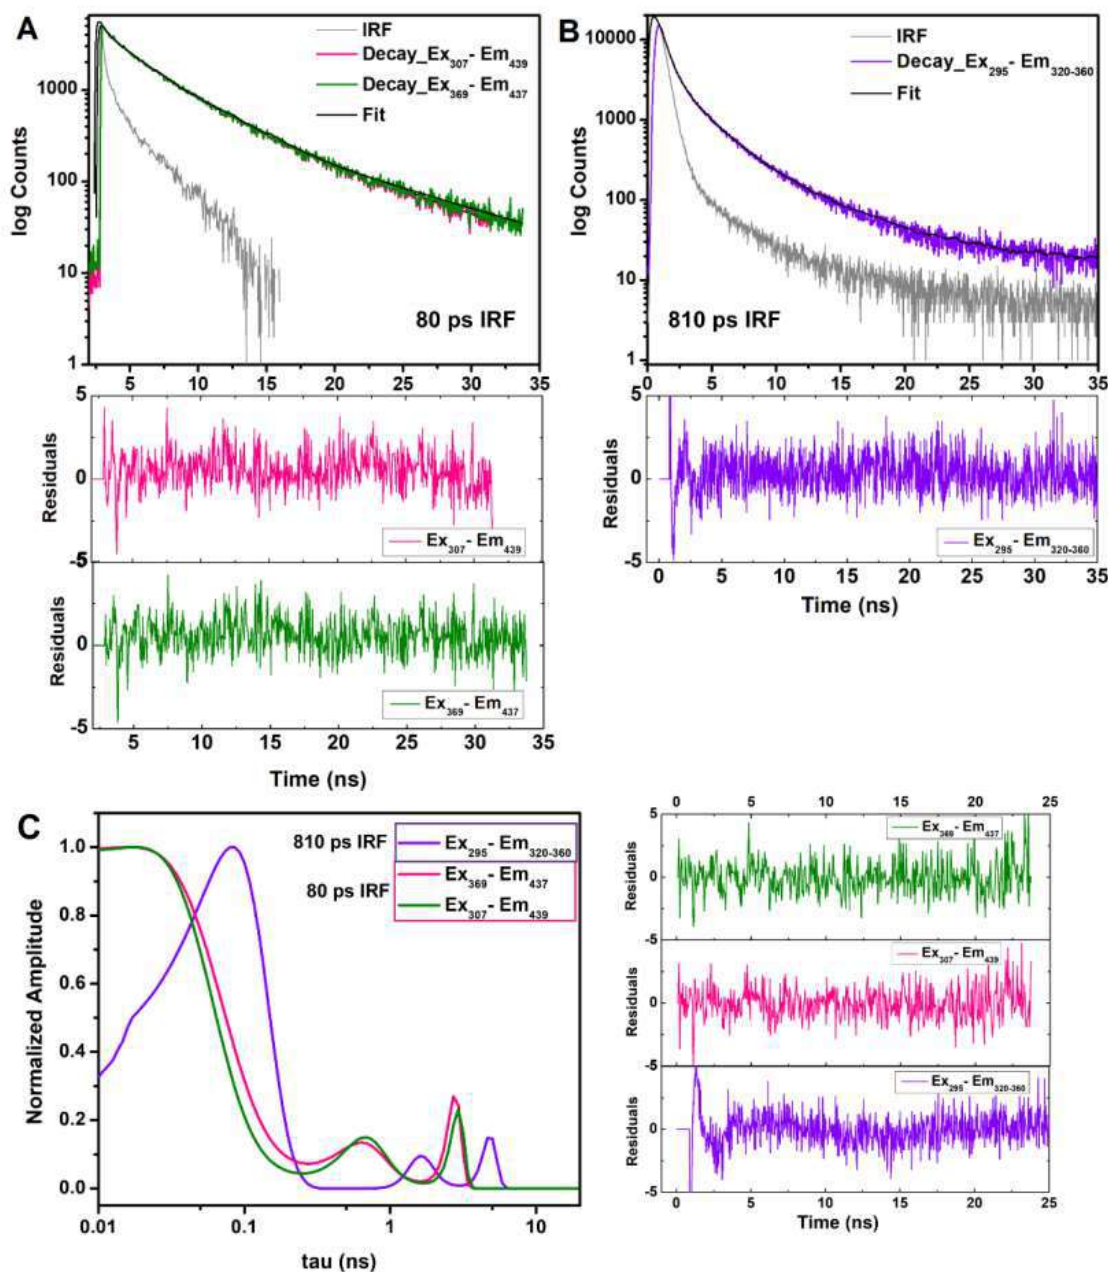 A
IRF
Decay_Ex307- Em439
Decay_Ex369- Em437
Fit
log Counts
1000
100
10
1
80 ps IRF
5 10 15 20 25 30 35
5
0
-5
Residuals
Ex307- Em439
5
0
-5
Residuals
Ex369- Em437
5 10 15 20 25 30 35
Time (ns)
B
IRF
Decay_Ex295- Em320-360
Fit
log Counts
10000
1000
100
10
1
810 ps IRF
0 5 10 15 20 25 30 35
5
0
-5
Residuals
Ex295- Em320-360
0 5 10 15 20 25 30 35
Time (ns)
C
810 ps IRF
Ex295- Em320-360
80 ps IRF
Ex369- Em437
Ex307- Em439
Normalized Amplitude
1.0
0.8
0.6
0.4
0.2
0.0
0.01 0.1 1 10
tau (ns)
0 5 10 15 20 25
5
0
-5
Residuals
Ex369- Em437
0
-5
Residuals
Ex307- Em439
5
0
-5
Residuals
Ex295- Em320-360
0 5 10 15 20 25
Time (ns)